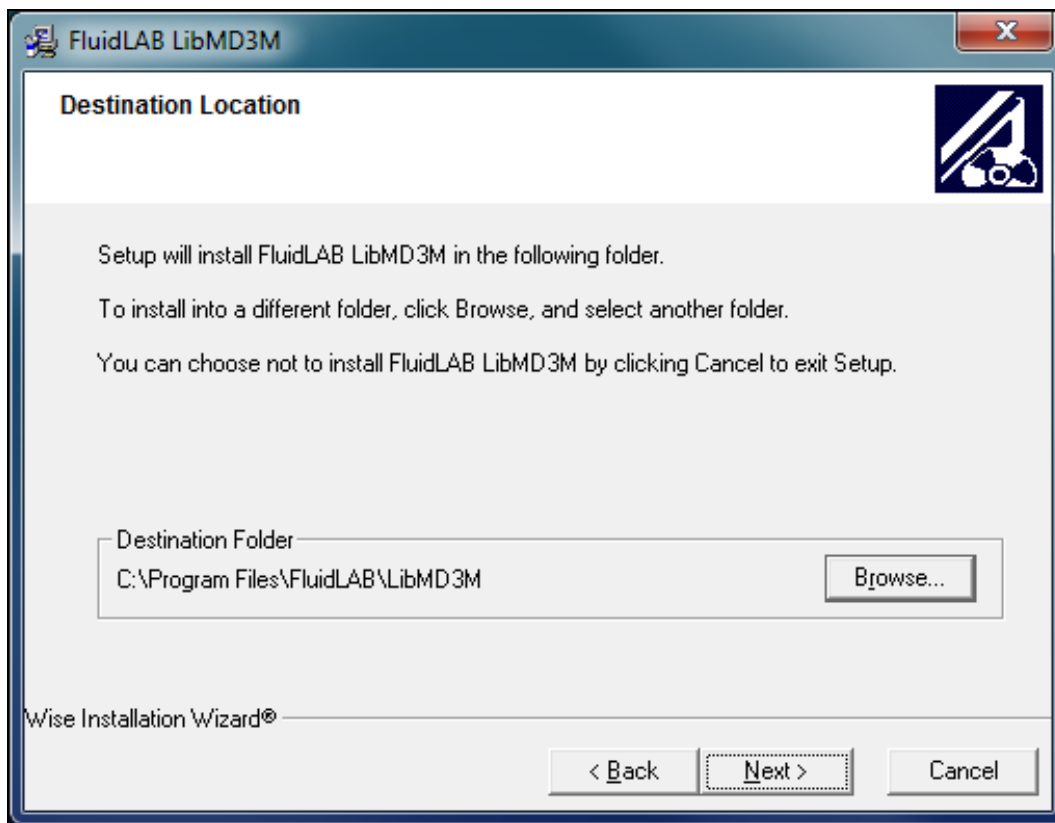 FluidLAB LibMD3M
x
Destination Location
Setup will install FluidLAB LibMD3M in the following folder.
To install into a different folder, click Browse, and select another folder.
You can choose not to install FluidLAB LibMD3M by clicking Cancel to exit Setup.
Destination Folder
C:\Program Files\FluidLAB\LibMD3M
Browse...
Wise Installation Wizard®
< Back
Next >
Cancel